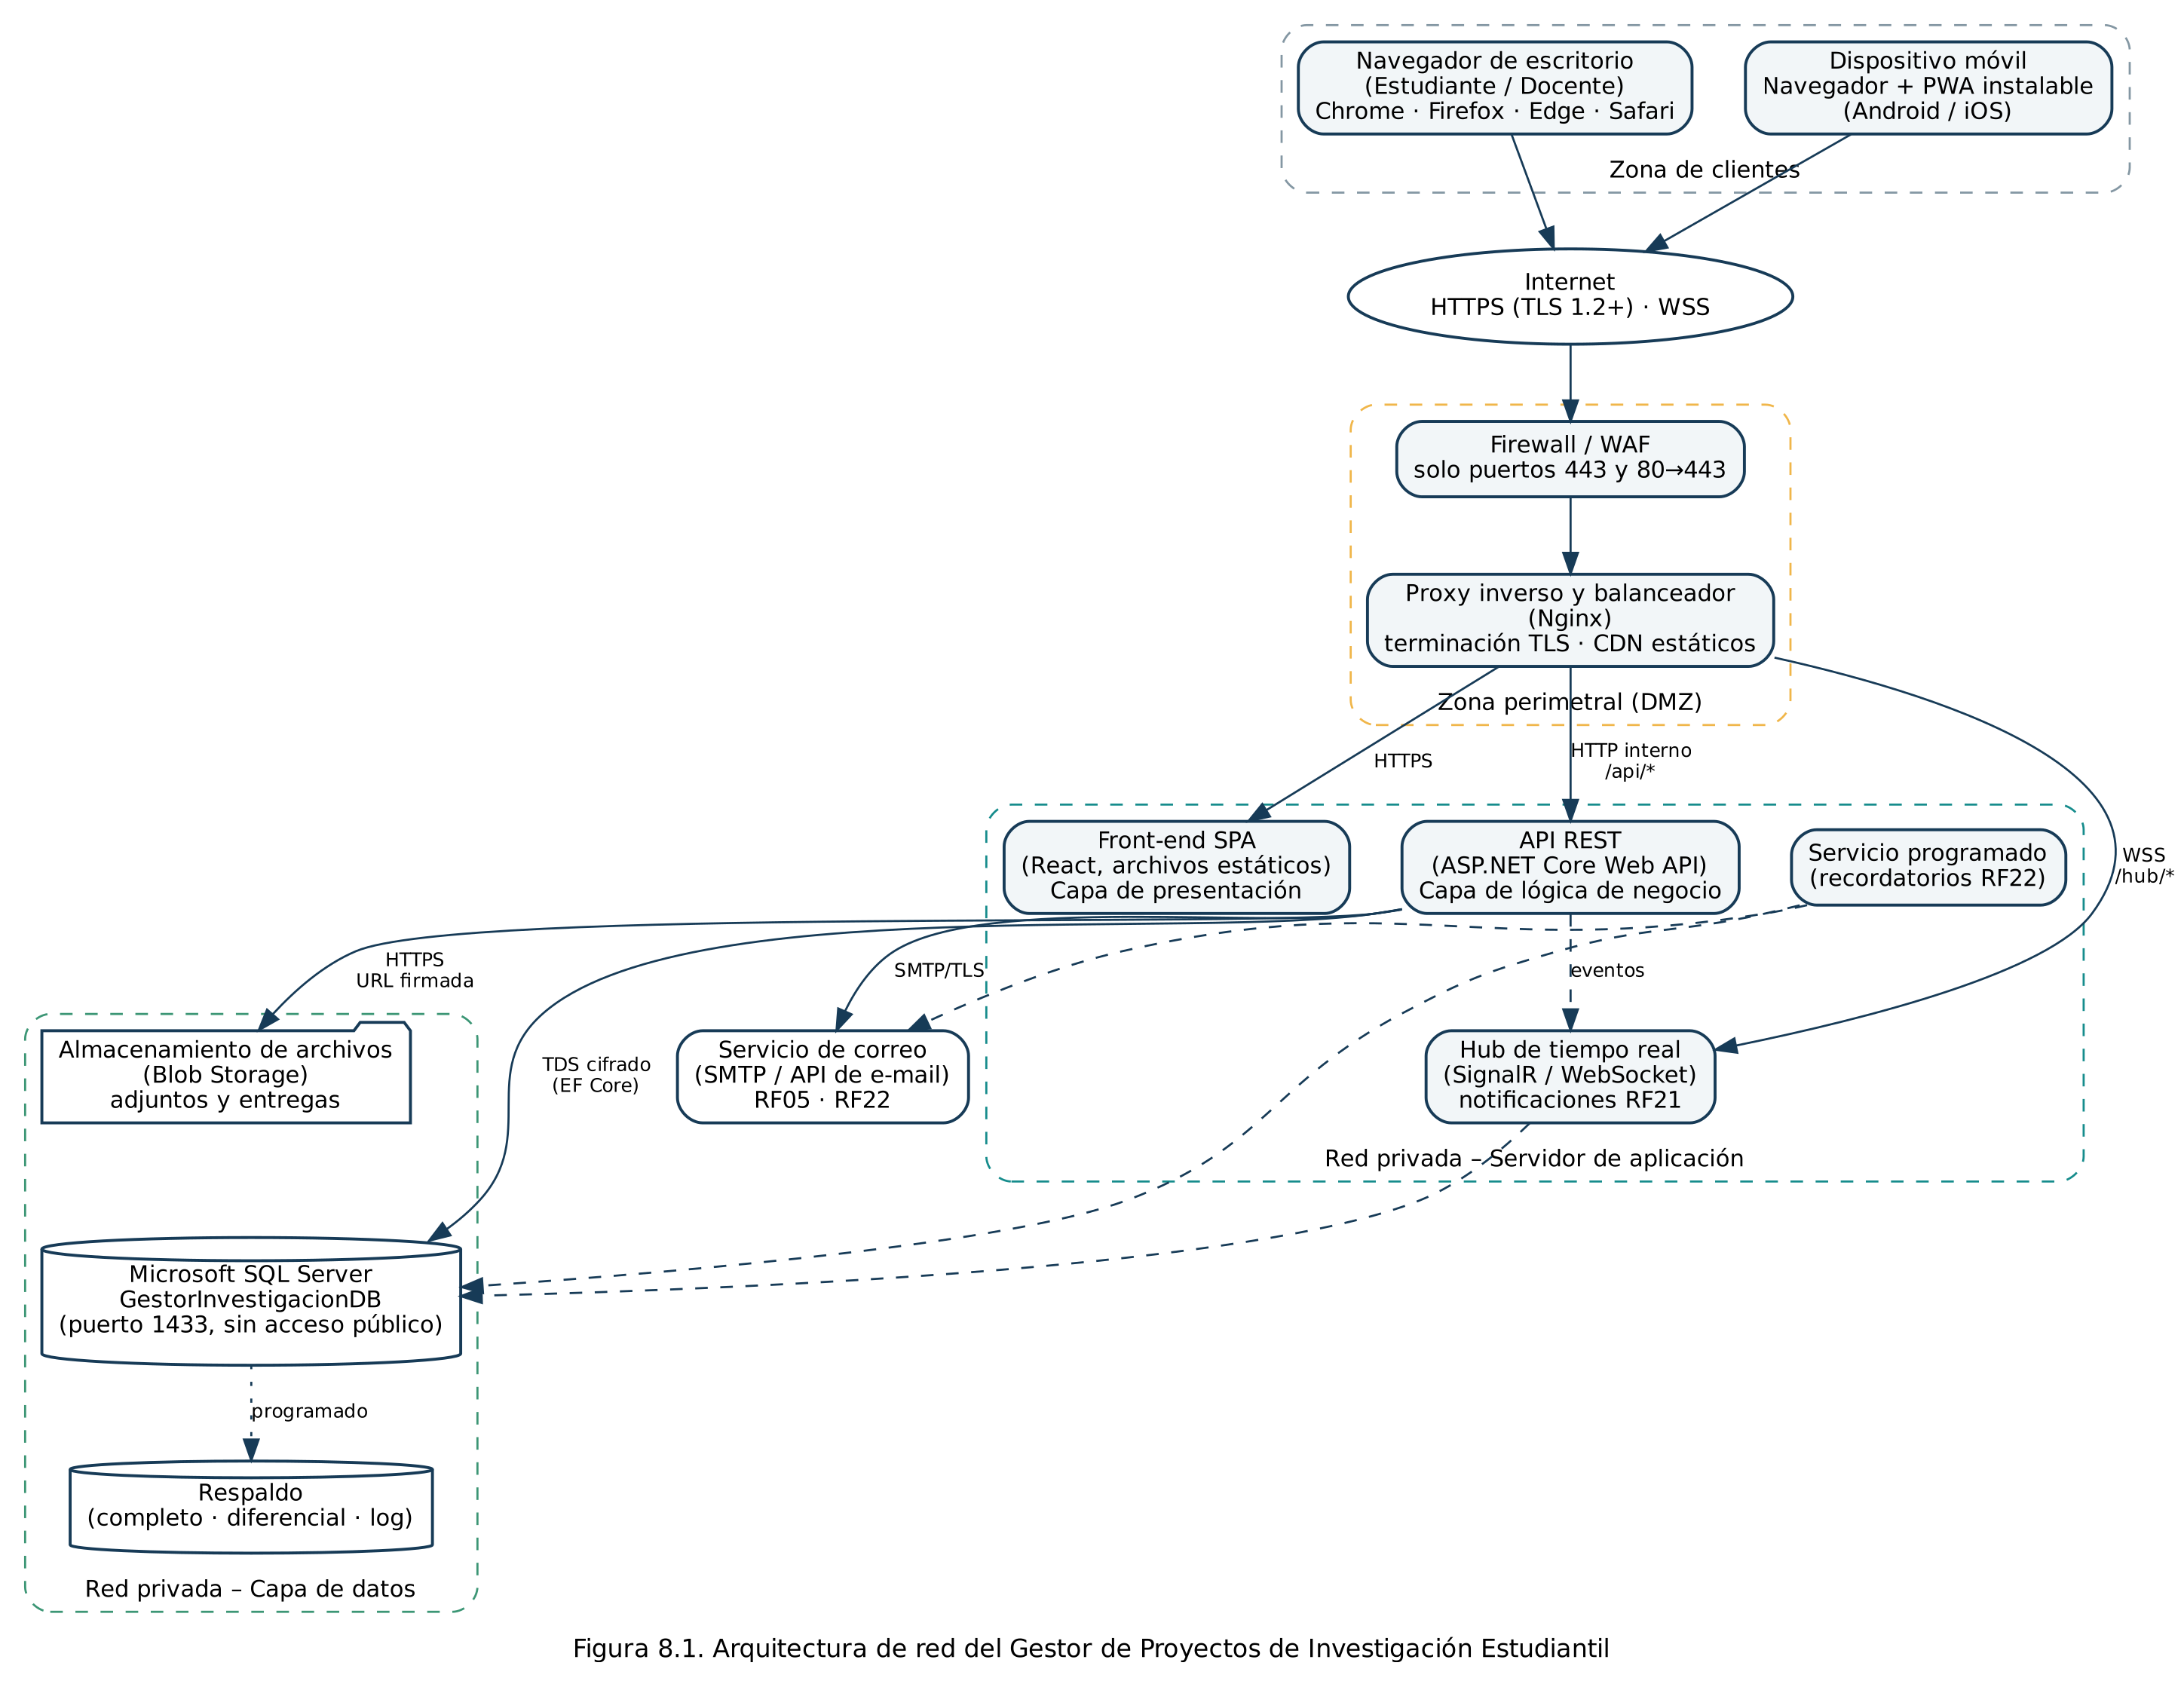 Navegador de escritorio
(Estudiante / Docente)
Chrome · Firefox · Edge · Safari
Dispositivo móvil
Navegador + PWA instalable
(Android / iOS)
Zona de clientes
Internet
HTTPS (TLS 1.2+) · WSS
Firewall / WAF
solo puertos 443 y 80→443
Proxy inverso y balanceador
(Nginx)
terminación TLS · CDN estáticos
Zona perimetral (DMZ)
HTTPS
HTTP interno
/api/*
WSS
/hub/*
Front-end SPA
(React, archivos estáticos)
Capa de presentación
API REST
(ASP.NET Core Web API)
Capa de lógica de negocio
Servicio programado
(recordatorios RF22)
HTTPS
URL firmada
SMTP/TLS
eventos
TDS cifrado
(EF Core)
Almacenamiento de archivos
(Blob Storage)
adjuntos y entregas
Servicio de correo
(SMTP / API de e-mail)
RF05 · RF22
Hub de tiempo real
(SignalR / WebSocket)
notificaciones RF21
Red privada – Servidor de aplicación
Microsoft SQL Server
GestorInvestigacionDB
(puerto 1433, sin acceso público)
programado
Respaldo
(completo · diferencial · log)
Red privada – Capa de datos
Figura 8.1. Arquitectura de red del Gestor de Proyectos de Investigación Estudiantil